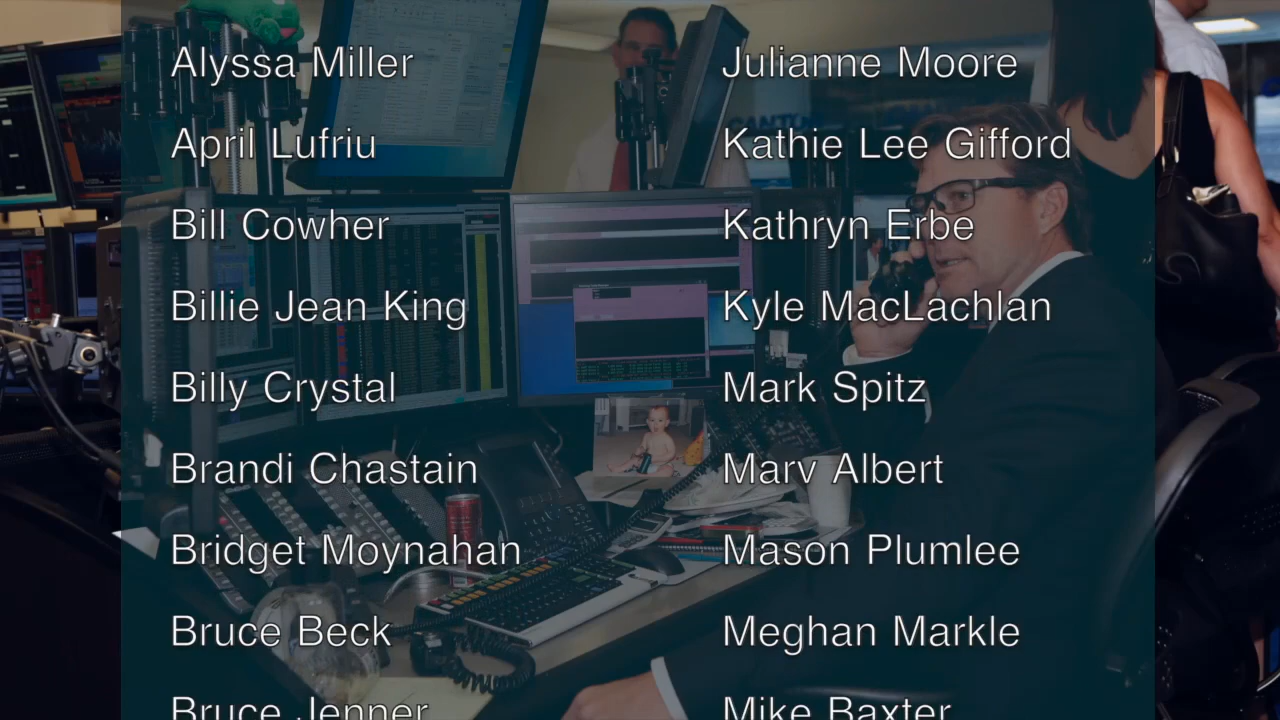 Alyssa Miller
April Lufriu
Bill Cowher
Billie Jean King
Billy Crystal
Brandi Chastain
Bridget Moynahan
Bruce Beck
Bruce Jenner
Julianne Moore
Kathie Lee Gifford
Kathryn Erbe
Kyle MacLachlan
Mark Spitz
Marv Albert
Mason Plumlee
Meghan Markle
Mike Baxter